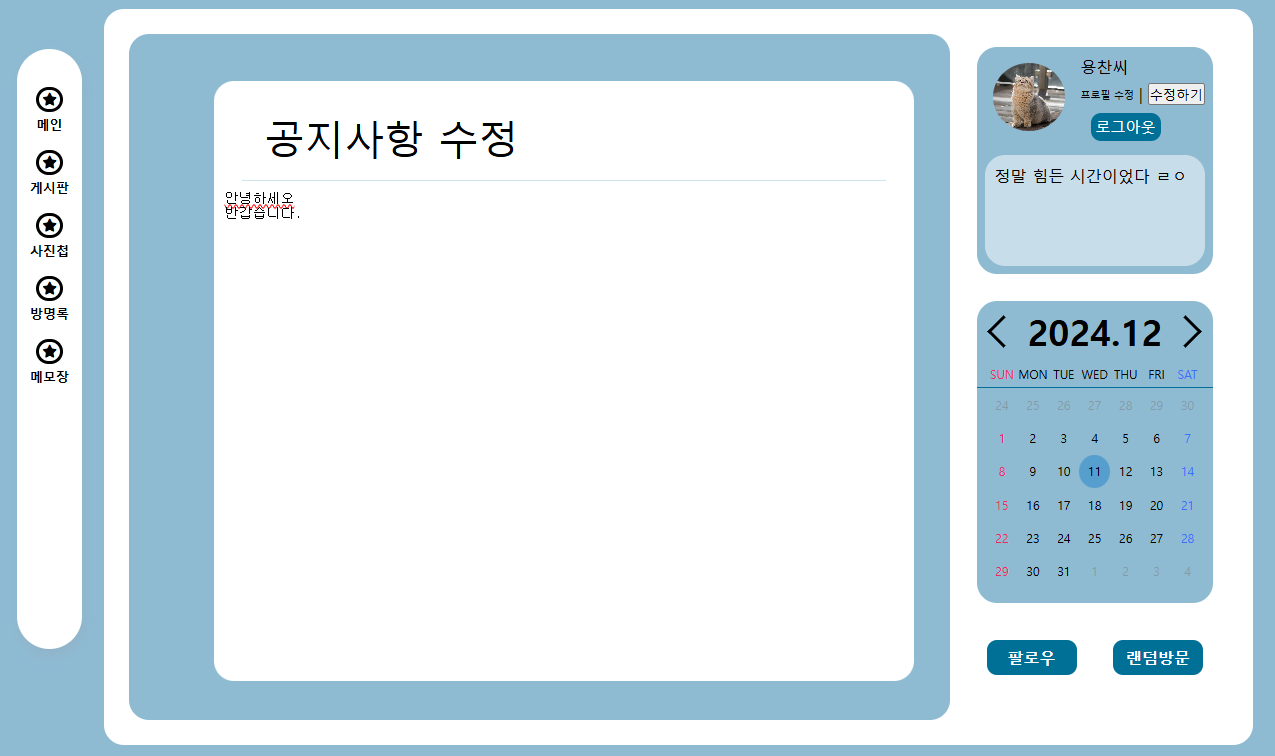 메인
게시판
사진첩
방명록
메모장
공지사항 수정
안녕하세오
반갑습니다.
용찬씨
프로필 수정 | 수정하기
로그아웃
정말 힘든 시간이었다 ㄹㅇ
2024.12
SUN MON TUE WED THU FRI SAT
24 25 26 27 28 29 30
1 2 3 4 5 6 7
8 9 10 11 12 13 14
15 16 17 18 19 20 21
22 23 24 25 26 27 28
29 30 31 1 2 3 4
팔로우 랜덤방문